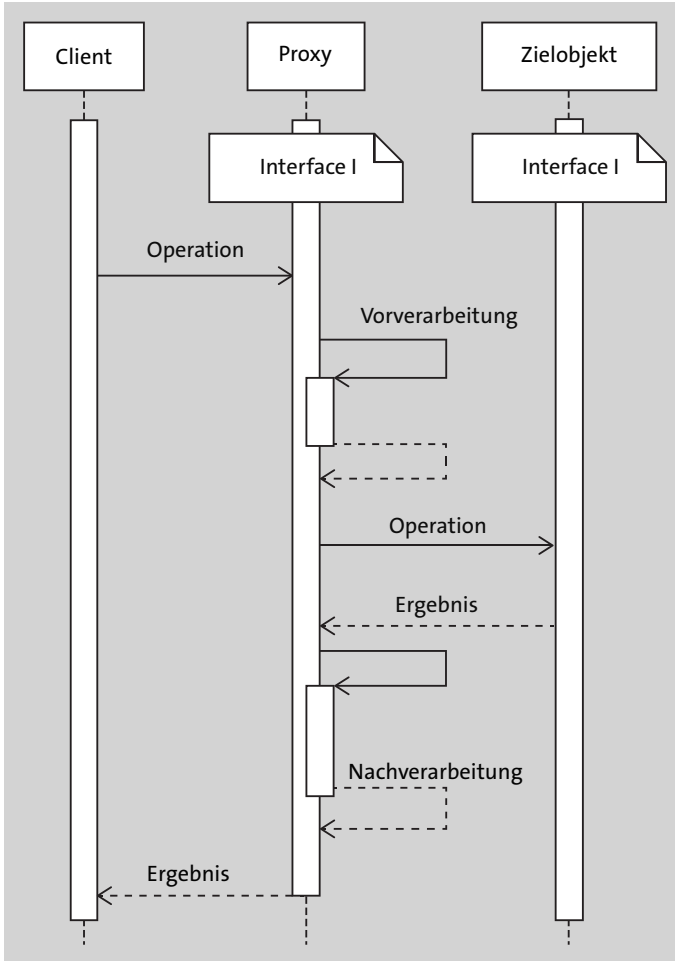 Client
Proxy
Zielobjekt
Interface I
Interface I
Operation
Vorverarbeitung
Operation
Ergebnis
Nachverarbeitung
Ergebnis